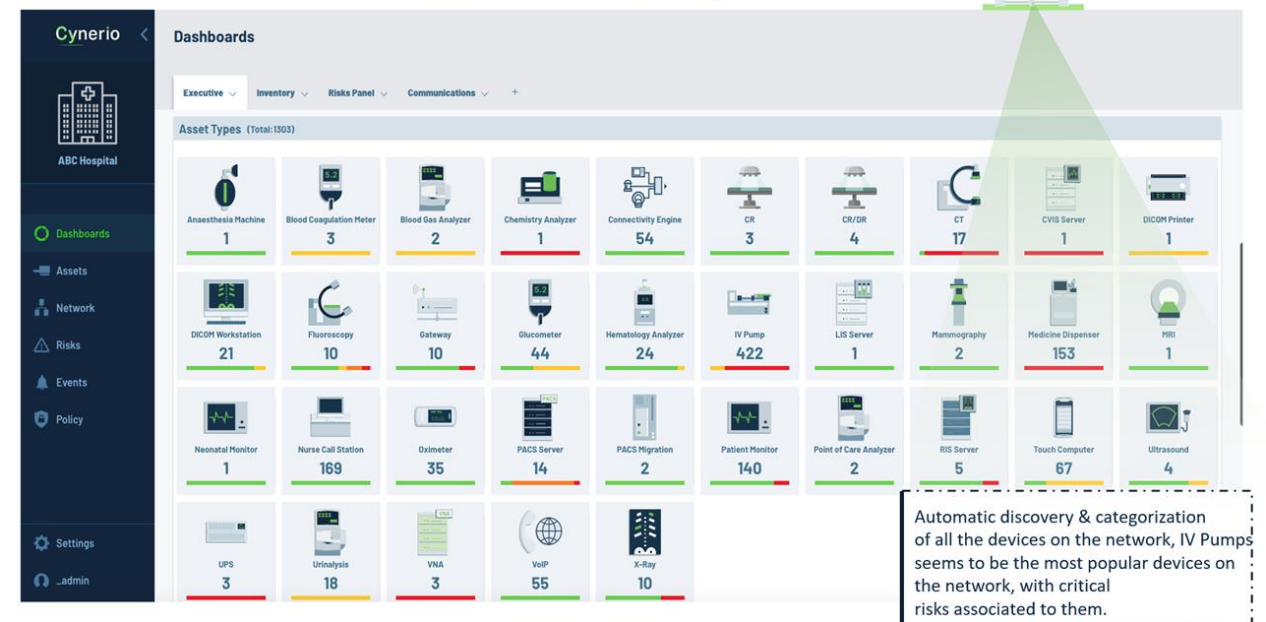 Cynerio
Dashboards
ABC Hospital
Executive Inventory Risks Panel Communications +
Asset Types (Total:1303)
Anaesthesia Machine Blood Coagulation Meter Blood Gas Analyzer Chemistry Analyzer Connectivity Engine CR CR/DR CT CVIS Server DICOM Printer
1 3 2 1 54 3 4 17 1 1
DICOM Workstation Fluoroscopy Gateway Glucometer Hematology Analyzer IV Pump LIS Server Mammography Medicine Dispenser MRI
21 10 10 44 24 422 1 2 153 1
Neonatal Monitor Nurse Call Station Oximeter PACS Server PACS Migration Patient Monitor Point of Care Analyzer RIS Server Touch Computer Ultrasound
1 169 35 14 2 140 2 5 67 4
UPS Urinalysis VNA VoIP X-Ray
3 18 3 55 10
Dashboards
Assets
Network
Risks
Events
Policy
Settings
_admin
5.2
5.2
PACS
VNA
Automatic discovery & categorization
of all the devices on the network, IV Pumps
seems to be the most popular devices on
the network, with critical
risks associated to them.